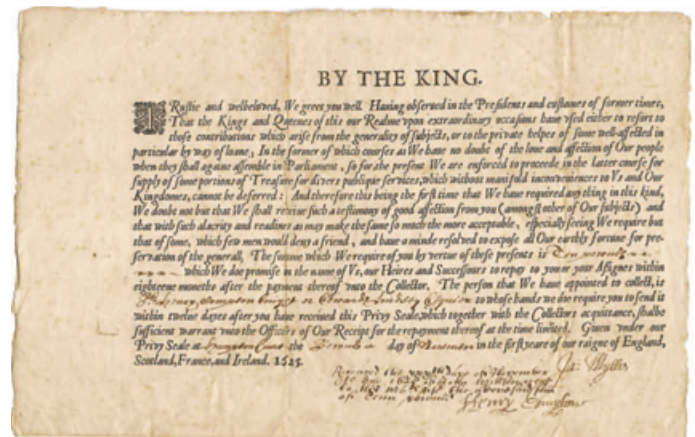 BY THE KING.
TRustie and welbeloved, We greet you well. Having observed in the Presidents and customes of former times,
That the Kings and Queenes of this our Realme upon extraordinary occasions have used either to resort to
those contributions which arise from the generality of subjects, or to the private helpes of some well-affected in
particular by way of loane; In the former of which courses as We have no doubt of the love and affection of Our people
when they shall againe assemble in Parliament, so for the present We are enforced to proceede in the latter course for
supply of some portions of Treasure for divers publique services, which without manifold inconveniences to Us and Our
Kingdomes, cannot be deferred: And therefore this being the first time that We have required any thing in this kind,
We doubt not but that We shall receive such a testimony of good affection from you (amongst other of Our subjects) and
that with such alacrity and readines as may make the same so much the more acceptable, especially seeing We require but
that of some, which few men would deny a friend, and have a minde resolved to expose all Our earthly fortune for pre-
servation of the generall; The summe which We require of you by vertue of these presents is Ten pounds
which We doe promise in the name of Us, our Heires and Successours to repay to you or your Assignes within
eighteene moneths after the payment thereof unto the Collector. The person that We have appointed to collect, is
to whose hands we doe require you to send it
within twelve dayes after you have received this Privy Seale, which together with the Collectors acquittance, shalbe
sufficient warrant unto the Officers of Our Receipt for the repayment thereof at the time limited. Given under our
Privy Seale at Hampton Court the day of in the first yeare of our raigne of England,
Scotland, France, and Ireland. 1625.
Henry